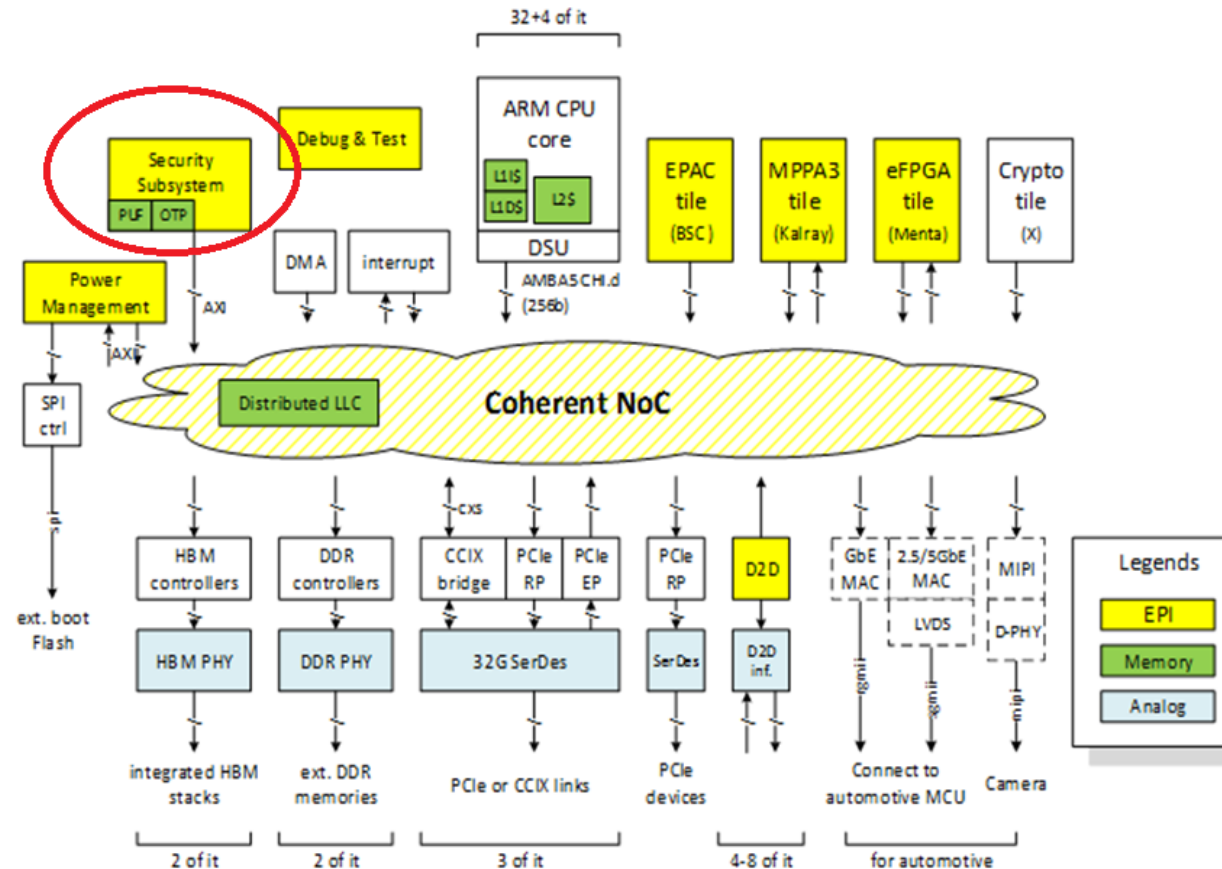 32+4 of it
Security
Subsystem
PUF
OTP
Debug & Test
ARM CPU
core
L1I$
L1D$
L2$
DSU
EPAC
tile
(BSC)
MPPA3
tile
(Kalray)
eFPGA
tile
(Menta)
Crypto
tile
(X)
DMA
interrupt
AMBA5CHI.d
(256b)
Power
Management
AXI
AXI
SPI
ctrl
spi
ext. boot
Flash
Distributed LLC
Coherent NoC
cxs
HBM
controllers
DDR
controllers
CCIX
bridge
PCIe
RP
PCIe
EP
PCIe
RP
D2D
GbE
MAC
2.5/5GbE
MAC
LVDS
MIPI
D-PHY
HBM PHY
DDR PHY
32G SerDes
SerDes
D2D
inf.
rgmii
sgmii
mipi
integrated HBM
stacks
ext. DDR
memories
PCIe or CCIX links
PCIe
devices
Connect to
automotive MCU
Camera
2 of it
2 of it
3 of it
4-8 of it
for automotive
Legends
EPI
Memory
Analog